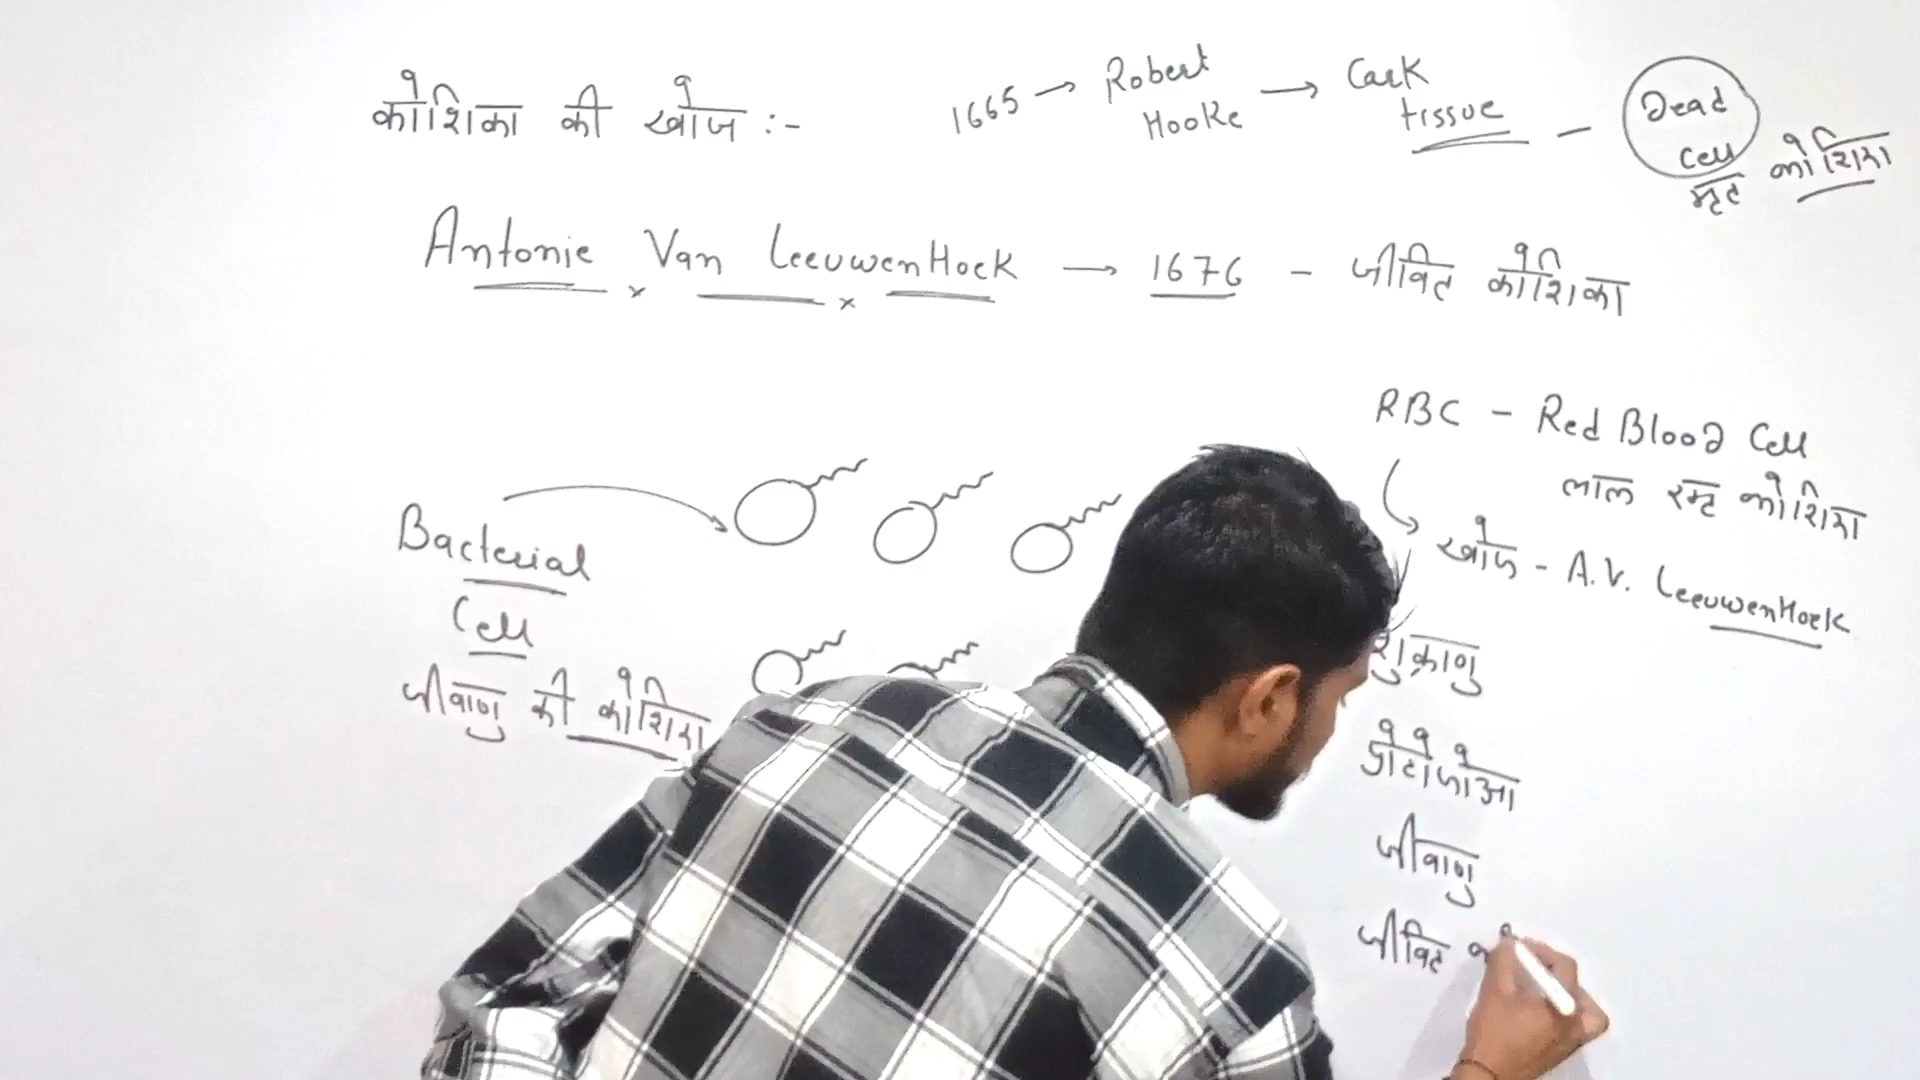 कोशिका की खोज :-
1665 → Robert Hooke → Cork tissue – Dead Cell
मृत कोशिका
Antonie Van LeeuwenHoek → 1676 - जीवित कोशिका
Bacterial
Cell
जीवाणु की कोशिका
RBC - Red Blood Cell
लाल रक्त कोशिका
खोज - A.V. LeeuwenHoek
शुक्राणु
प्रोटोजोआ
जीवाणु
जीवित